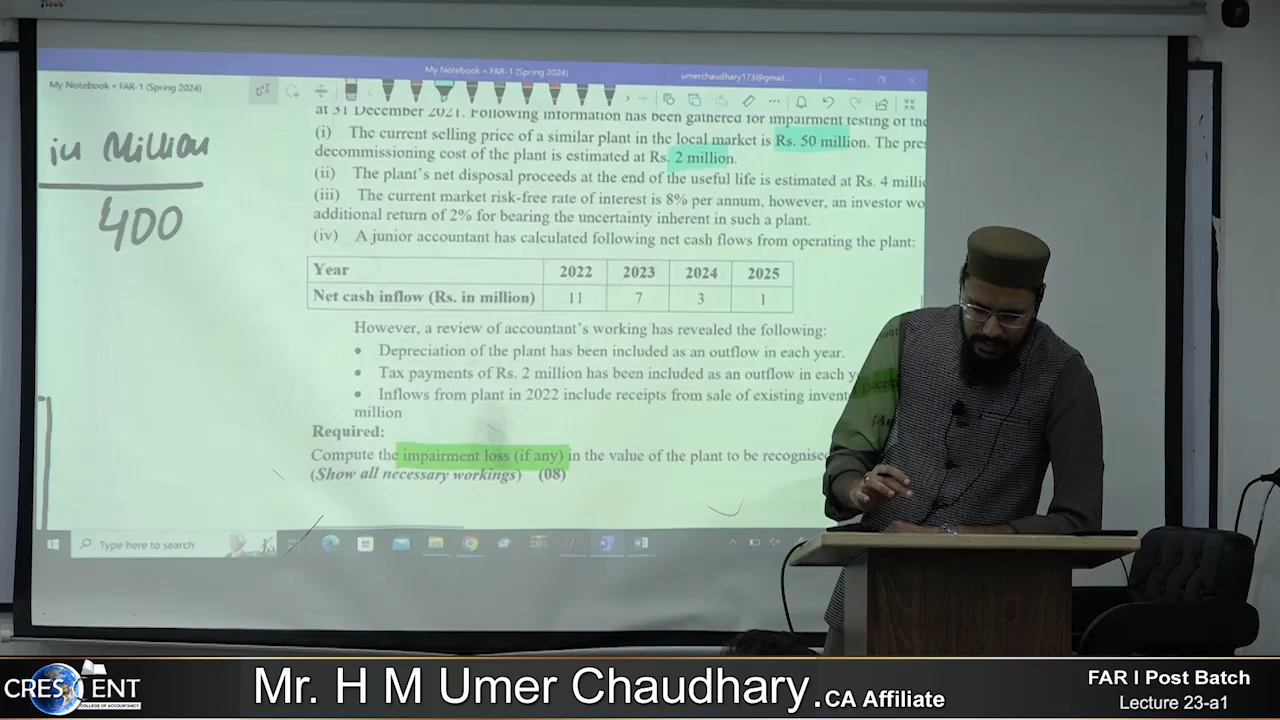 My Notebook » FAR-1 (Spring 2024)
umerchaudhary173@gmail...
My Notebook » FAR-1 (Spring 2024)
in Million
400
at 31 December 2021. Following information has been gathered for impairment testing of the
(i) The current selling price of a similar plant in the local market is Rs. 50 million. The
decommissioning cost of the plant is estimated at Rs. 2 million.
(ii) The plant's net disposal proceeds at the end of the useful life is estimated at Rs. 4
(iii) The current market risk-free rate of interest is 8% per annum, however, an investor
additional return of 2% for bearing the uncertainty inherent in such a plant.
(iv) A junior accountant has calculated following net cash flows from operating the plant:
Year 2022 2023 2024 2025
Net cash inflow (Rs. in million) 11 7 3 1
However, a review of accountant's working has revealed the following:
• Depreciation of the plant has been included as an outflow in each year.
• Tax payments of Rs. 2 million has been included as an outflow in each
• Inflows from plant in 2022 include receipts from sale of existing
million
Required:
Compute the impairment loss (if any) in the value of the plant to be
(Show all necessary workings) (08)
Type here to search
CRESCENT
COLLEGE OF ACCOUNTANCY
Mr. H M Umer Chaudhary .CA Affiliate
FAR I Post Batch
Lecture 23-a1